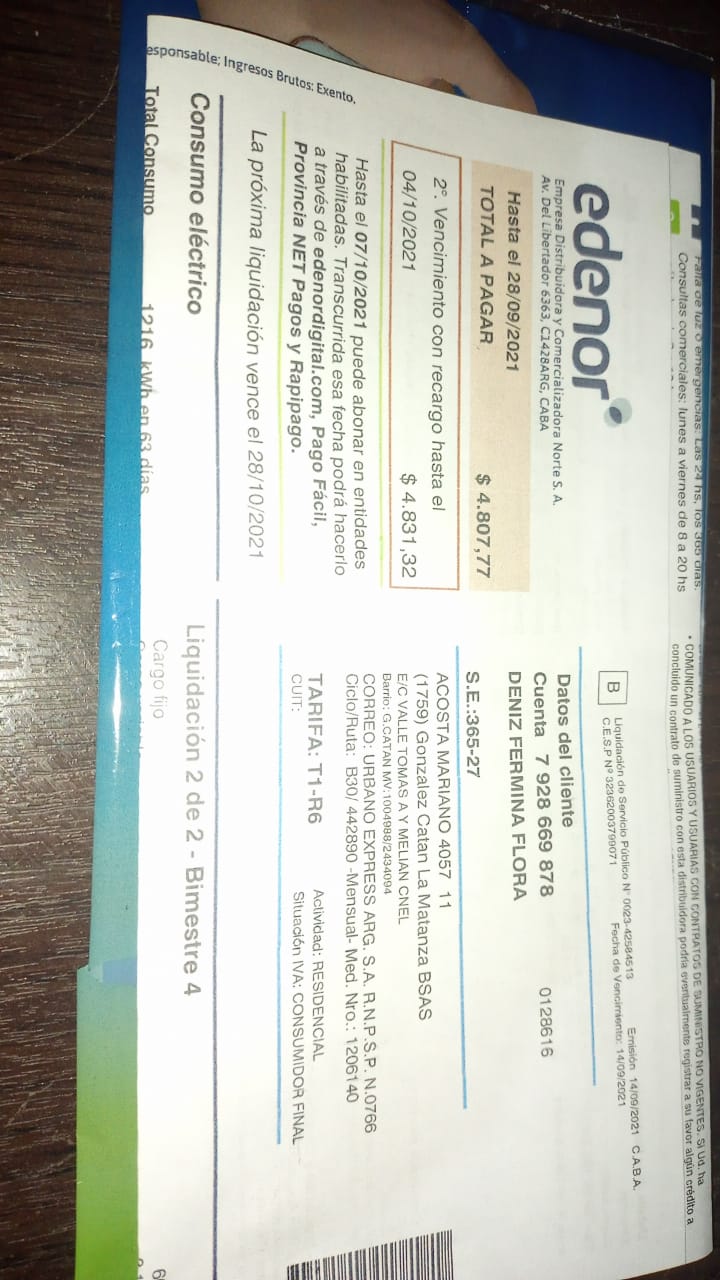 Falla de luz o emergencias: Las 24 hs, los 365 días.
Consultas comerciales: lunes a viernes de 8 a 20 hs
• COMUNICADO A LOS USUARIOS Y USUARIAS CON CONTRATOS DE SUMINISTRO NO VIGENTES. Si Ud. ha
concluido un contrato de suministro con esta distribuidora podría eventualmente registrar a su favor algún crédito a
edenor
Empresa Distribuidora y Comercializadora Norte S. A.
Av. Del Libertador 6363, C1428ARG, CABA
Hasta el 28/09/2021
TOTAL A PAGAR $ 4.807,77
2°. Vencimiento con recargo hasta el
04/10/2021 $ 4.831,32
Hasta el 07/10/2021 puede abonar en entidades
habilitadas. Transcurrida esa fecha podrá hacerlo
a través de edenordigital.com, Pago Fácil,
Provincia NET Pagos y Rapipago.
La próxima liquidación vence el 28/10/2021
esponsable; Ingresos Brutos: Exento.
Consumo eléctrico
Total Consumo 1216 kWh en 63 días
B
Liquidación de Servicio Público N° 0023-42584513 Emisión 14/09/2021 C.A.B.A.
C.E.S.P Nº 32362003799071 Fecha de Vencimiento: 14/09/2021
Datos del cliente
Cuenta 7 928 669 878 0128616
DENIZ FERMINA FLORA
S.E.:365-27
ACOSTA MARIANO 4057 11
(1759) Gonzalez Catan La Matanza BSAS
E/C VALLE TOMAS A Y MELIAN CNEL
Barrio: G.CATAN MV:1004988/2434094
CORREO: URBANO EXPRESS ARG. S.A. R.N.P.S.P. N.0766
Ciclo/Ruta: B30/ 442890 -Mensual- Med. Nro.: 1206140
TARIFA: T1-R6 Actividad: RESIDENCIAL
CUIT: Situación IVA: CONSUMIDOR FINAL
Liquidación 2 de 2 - Bimestre 4
Cargo fijo